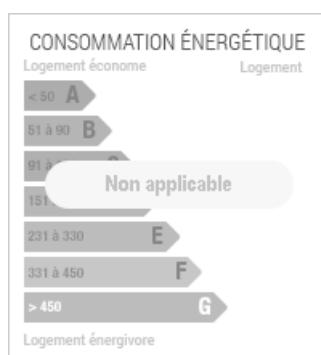 CONSOMMATION ÉNERGÉTIQUE
Logement économe Logement
< 50 A
51 à 90 B
91 à
Non applicable
151
231 à 330 E
331 à 450 F
> 450 G
Logement énergivore